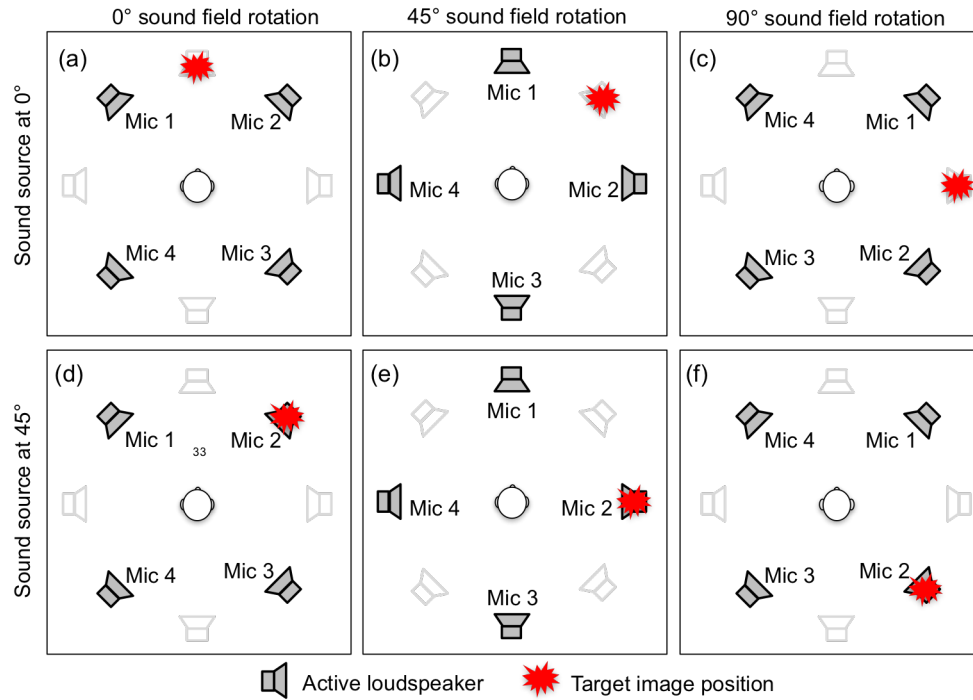 0° sound field rotation 45° sound field rotation 90° sound field rotation
Sound source at 0°
(a) (b) (c)
Mic 1 Mic 2 Mic 1 Mic 4 Mic 1
Mic 4 Mic 2
Mic 4 Mic 3 Mic 3 Mic 3 Mic 2
Sound source at 45°
(d) (e) (f)
Mic 1 Mic 2 Mic 1 Mic 4 Mic 1
33
Mic 4 Mic 2
Mic 4 Mic 3 Mic 3 Mic 3 Mic 2
Active loudspeaker Target image position